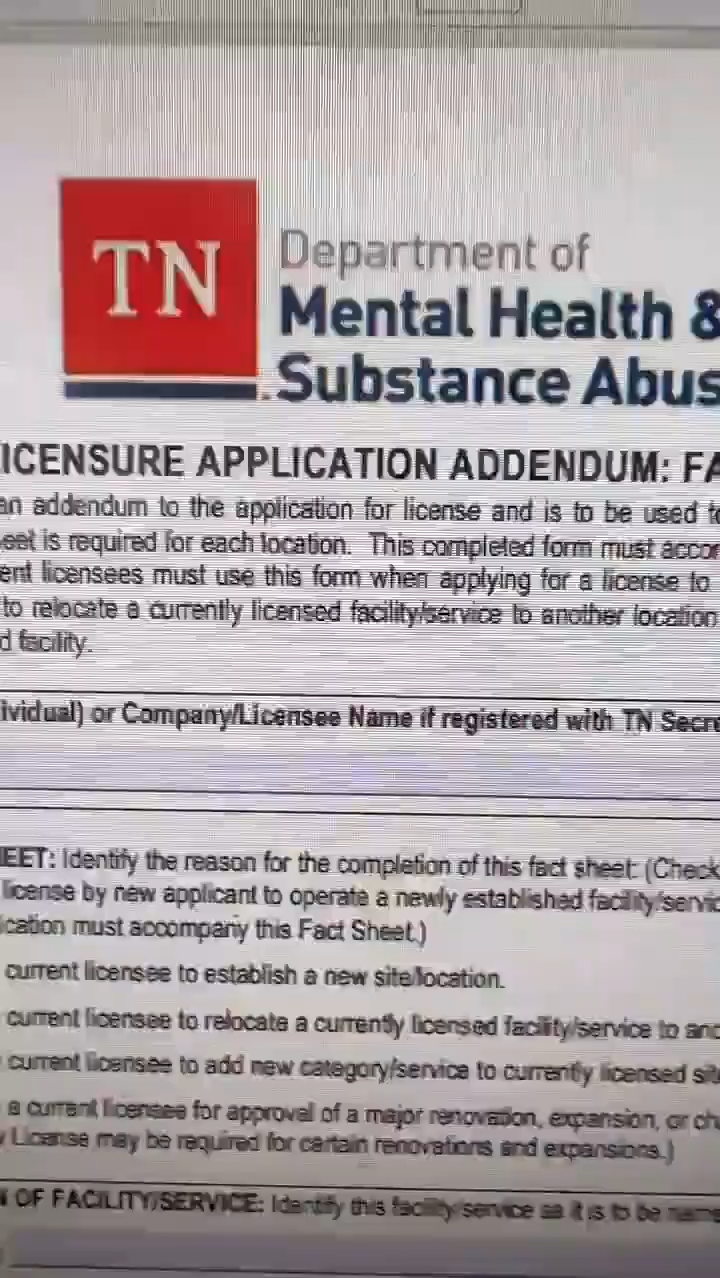 TN
Department of
Mental Health &
Substance Abus
ICENSURE APPLICATION ADDENDUM: FA
an addendum to the application for license and is to be used to
eet is required for each location. This completed form must accor
ent licensees must use this form when applying for a license to
to relocate a currently licensed facility/service to another location
d facility.
ividual) or Company/Licensee Name if registered with TN Secre
EET: Identify the reason for the completion of this fact sheet: (Check
license by new applicant to operate a newly established facility/servic
ication must accompany this Fact Sheet.)
current licensee to establish a new site/location.
current licensee to relocate a currently licensed facility/service to ano
current licensee to add new category/service to currently licensed site
a current licensee for approval of a major renovation, expansion, or ch
y License may be required for certain renovations and expansions.)
N OF FACILITY/SERVICE: Identify this facility/service as it is to be name